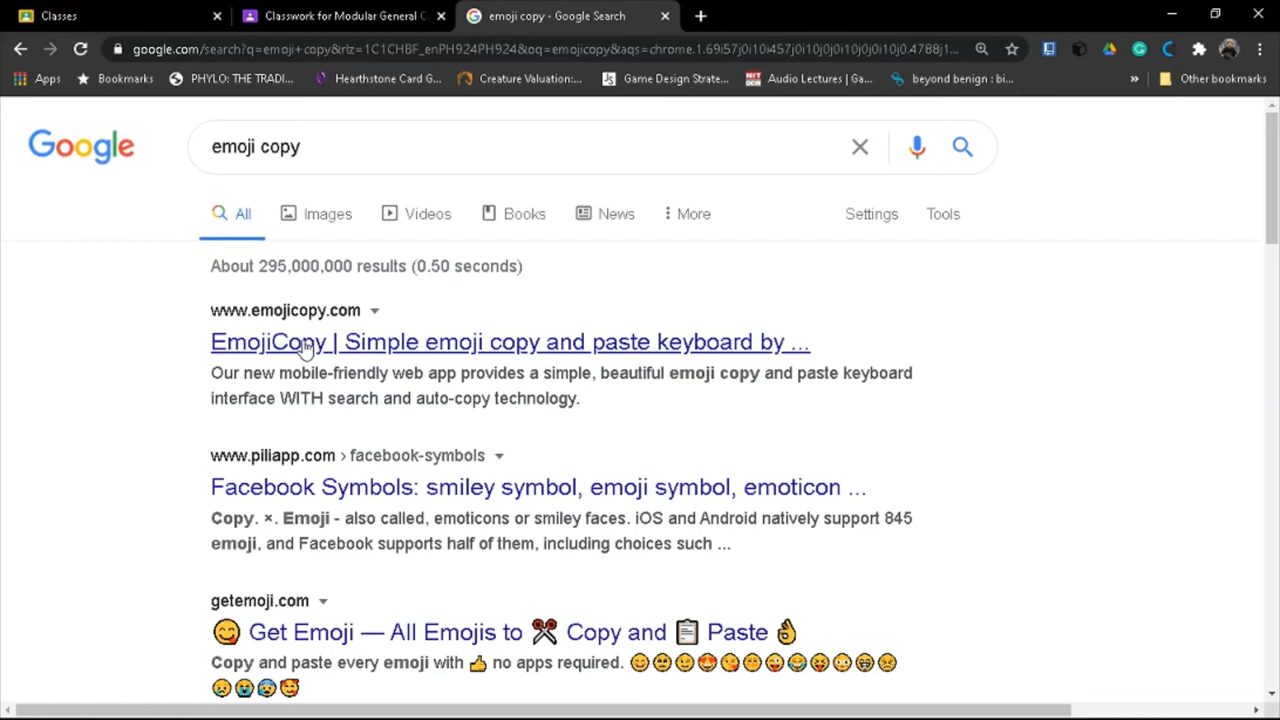 Classes
Classwork for Modular General C
emoji copy - Google Search
google.com/search?q=emoji+copy&rlz=1C1CHBF_enPH924PH924&oq=emojicopy&aqs=chrome.1.69i57j0i10i457j0i10j0j0i10j0j0i10j0.4788j1...
Apps
Bookmarks
PHYLO: THE TRADI...
Hearthstone Card G...
Creature Valuation:...
Game Design Strate...
Audio Lectures | Ga...
beyond benign : bi...
»
Other bookmarks
Google
emoji copy
All
Images
Videos
Books
News
More
Settings
Tools
About 295,000,000 results (0.50 seconds)
www.emojicopy.com
EmojiCopy | Simple emoji copy and paste keyboard by ...
Our new mobile-friendly web app provides a simple, beautiful emoji copy and paste keyboard
interface WITH search and auto-copy technology.
www.piliapp.com › facebook-symbols
Facebook Symbols: smiley symbol, emoji symbol, emoticon ...
Copy. ×. Emoji - also called, emoticons or smiley faces. iOS and Android natively support 845
emoji, and Facebook supports half of them, including choices such ...
getemoji.com
😋 Get Emoji — All Emojis to ✂ Copy and 📋 Paste 👌
Copy and paste every emoji with 👍 no apps required.